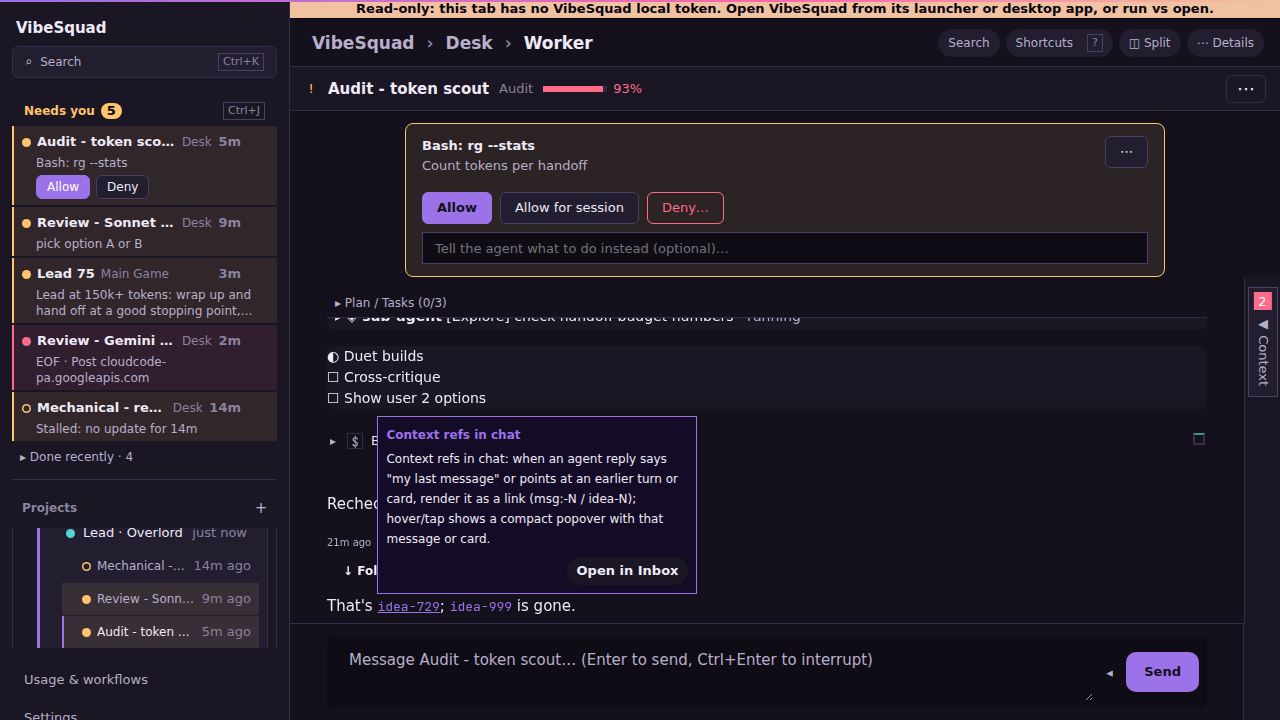 Read-only: this tab has no VibeSquad local token. Open VibeSquad from its launcher or desktop app, or run vs open.
VibeSquad
Search Ctrl+K
Needs you 5 Ctrl+J
Audit - token sco… Desk 5m
Bash: rg --stats
Allow Deny
Review - Sonnet … Desk 9m
pick option A or B
Lead 75 Main Game 3m
Lead at 150k+ tokens: wrap up and
hand off at a good stopping point,…
Review - Gemini … Desk 2m
EOF · Post cloudcode-
pa.googleapis.com
Mechanical - re… Desk 14m
Stalled: no update for 14m
▸ Done recently · 4
Projects +
Lead · Overlord just now
Mechanical -… 14m ago
Review - Sonn… 9m ago
Audit - token … 5m ago
Usage & workflows
Settings
VibeSquad › Desk › Worker
Search Shortcuts ? ◫ Split ⋯ Details
! Audit - token scout Audit 93% ⋯
Bash: rg --stats ⋯
Count tokens per handoff
Allow Allow for session Deny…
Tell the agent what to do instead (optional)…
▸ Plan / Tasks (0/3)
▸ sub-agent [Explore] check handoff budget numbers running
◐ Duet builds
☐ Cross-critique
☐ Show user 2 options
▸ $
Context refs in chat
Context refs in chat: when an agent reply says
"my last message" or points at an earlier turn or
card, render it as a link (msg:-N / idea-N);
hover/tap shows a compact popover with that
message or card.
Open in Inbox
21m ago
That's idea-729; idea-999 is gone.
Message Audit - token scout… (Enter to send, Ctrl+Enter to interrupt)
◂ Send
2 ◀ Context